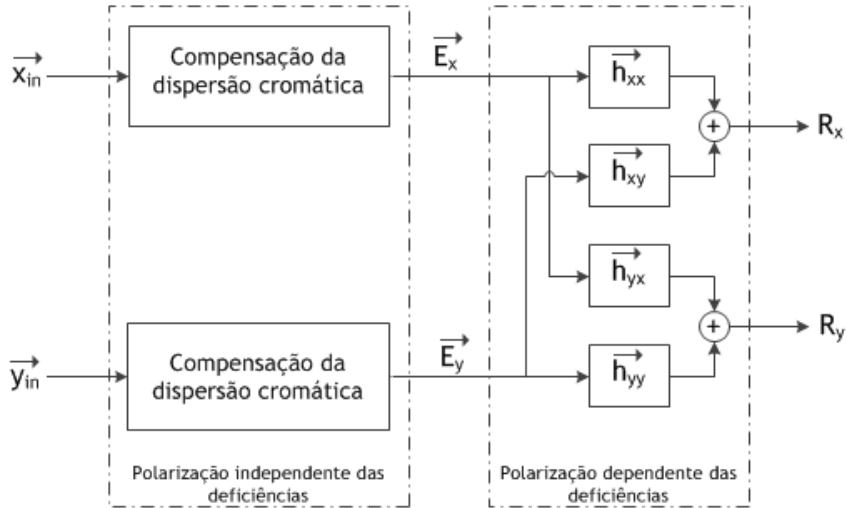 x_in
Compensação da
dispersão cromática
E_x
h_xx
R_x
h_xy
h_yx
R_y
y_in
Compensação da
dispersão cromática
E_y
h_yy
Polarização independente das
deficiências
Polarização dependente das
deficiências